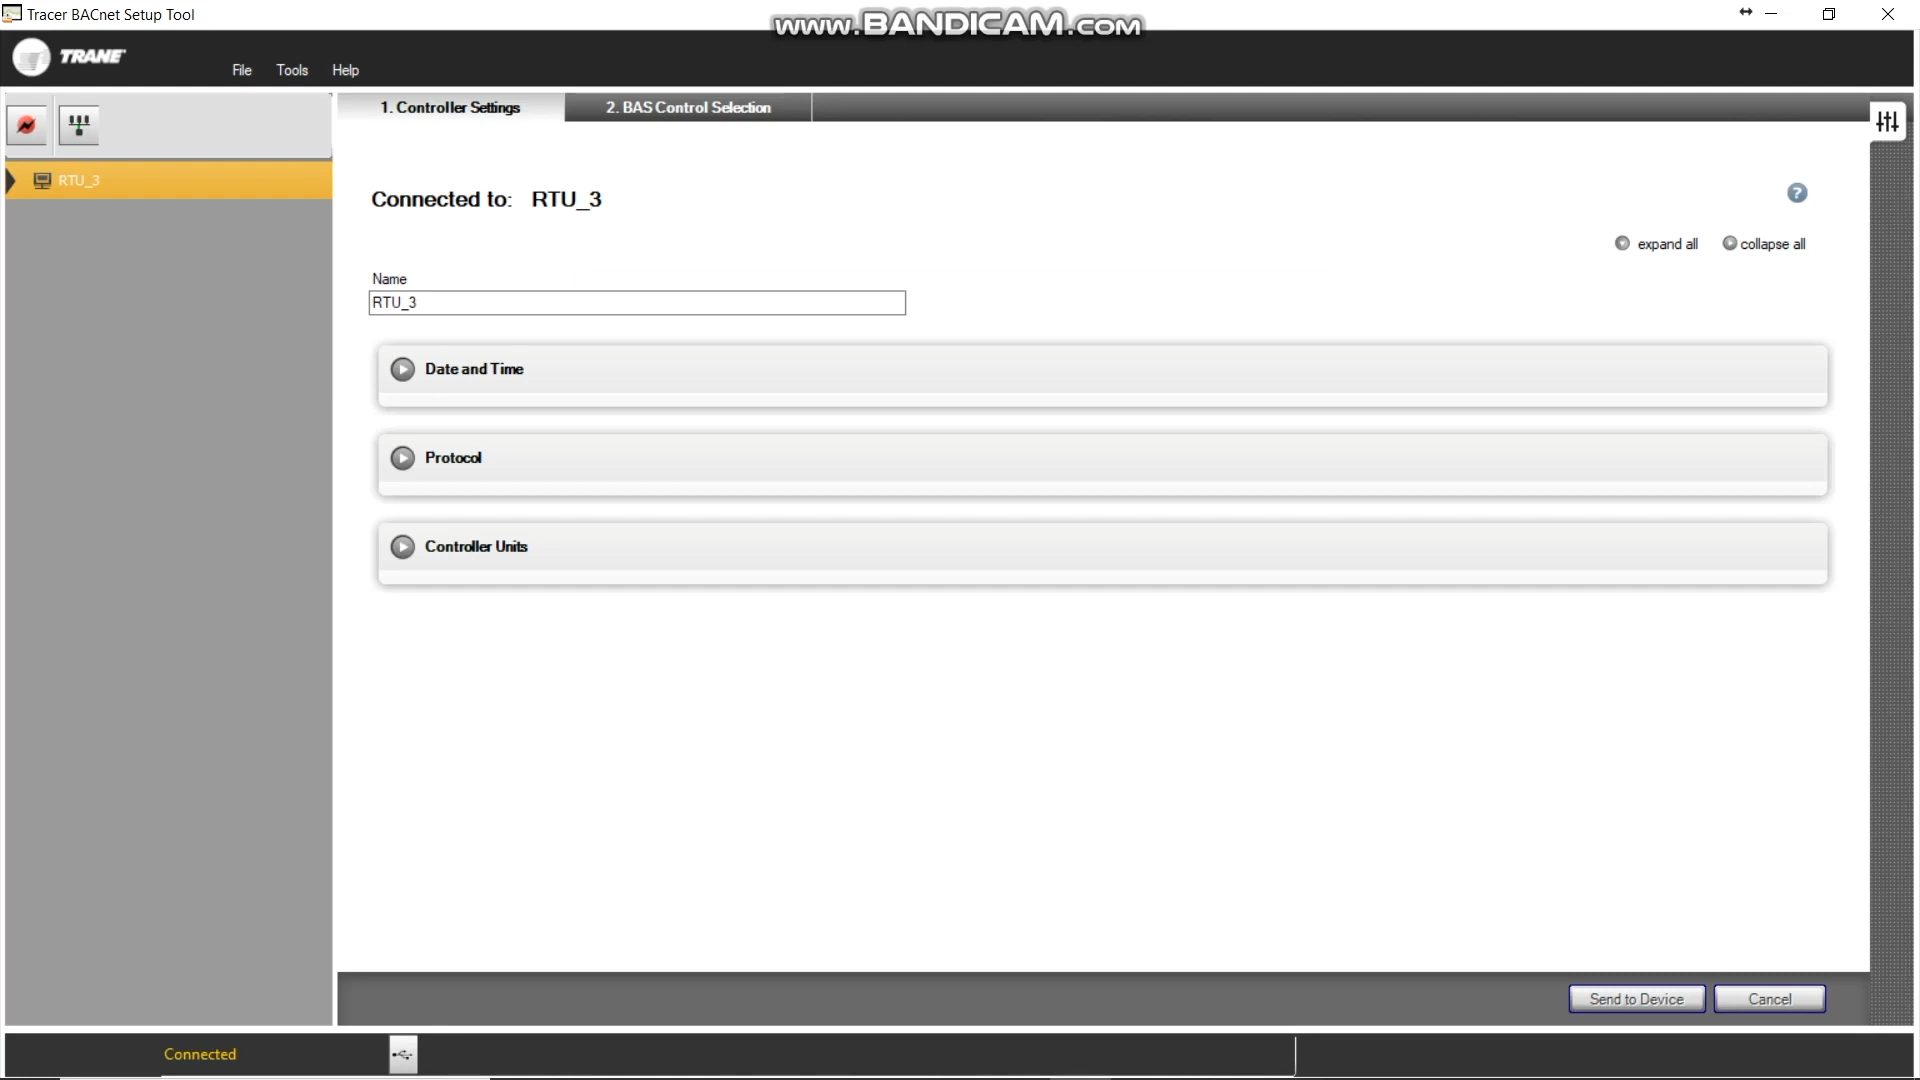 Tracer BACnet Setup Tool
www.BANDICAM.com
TRANE
File Tools Help
1. Controller Settings 2. BAS Control Selection
RTU_3
Connected to: RTU_3
expand all collapse all
Name
RTU_3
Date and Time
Protocol
Controller Units
Send to Device Cancel
Connected